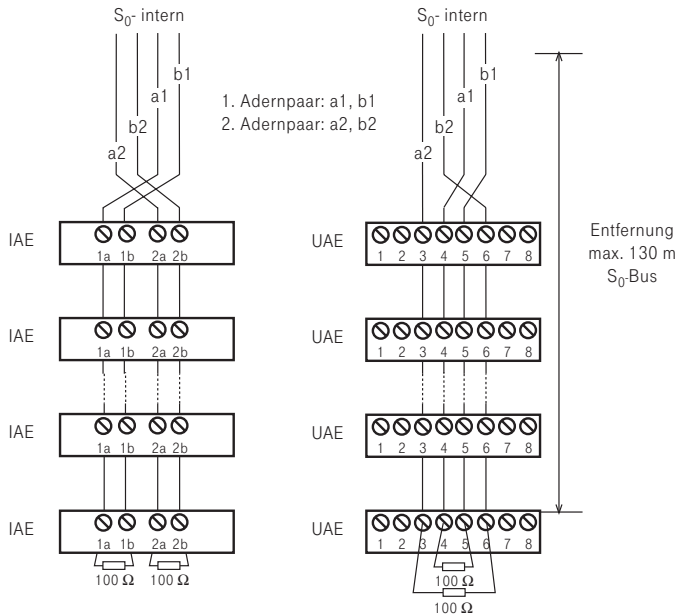 S₀- intern
S₀- intern
b1
a1
b2
a2
1. Adernpaar: a1, b1
2. Adernpaar: a2, b2
b1
a1
b2
a2
IAE
1a 1b 2a 2b
UAE
1 2 3 4 5 6 7 8
Entfernung
max. 130 m
S₀-Bus
IAE
1a 1b 2a 2b
UAE
1 2 3 4 5 6 7 8
IAE
1a 1b 2a 2b
UAE
1 2 3 4 5 6 7 8
IAE
1a 1b 2a 2b
UAE
1 2 3 4 5 6 7 8
100 Ω
100 Ω
100 Ω
100 Ω